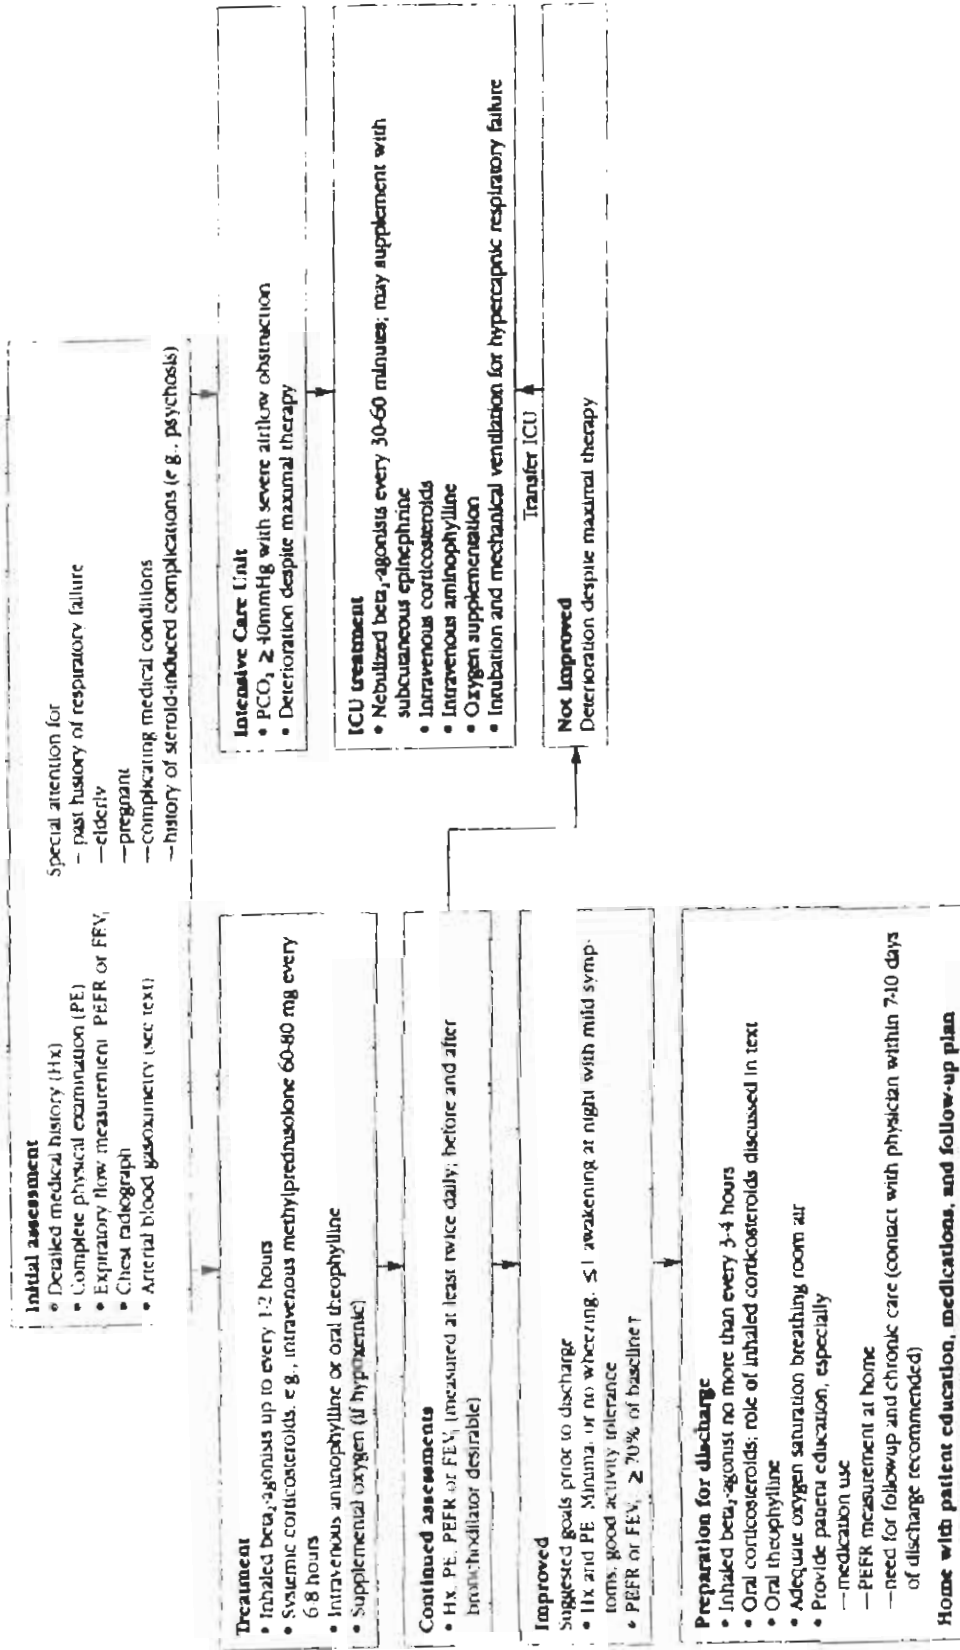 Initial assessment
• Detailed medical history (Hx)
• Complete physical examination (PE)
• Expiratory flow measurement PEFR or FEV₁
• Chest radiograph
• Arterial blood gasoximetry (see text)
Special attention for
— past history of respiratory failure
—elderly
—pregnant
—complicating medical conditions
—history of steroid-induced complications (e.g., psychosis)
Treatment
• Inhaled beta₂-agonists up to every 1-2 hours
• Systemic corticosteroids, e.g., intravenous methylprednisolone 60-80 mg every
6-8 hours
• Intravenous aminophylline or oral theophylline
• Supplemental oxygen (if hypoxemic)
Continued assessments
• Hx, PE, PEFR or FEV₁ (measured at least twice daily; before and after
bronchodilator desirable)
Improved
Suggested goals prior to discharge
• Hx and PE Minimal or no wheezing, ≤1 awakening at night with mild symp-
toms, good activity tolerance
• PEFR or FEV₁ ≥ 70% of baseline†
Preparation for discharge
• Inhaled beta₂-agonist no more than every 3-4 hours
• Oral corticosteroids; role of inhaled corticosteroids discussed in text
• Oral theophylline
• Adequate oxygen saturation breathing room air
• Provide patient education, especially
—medication use
—PEFR measurement at home
—need for followup and chronic care (contact with physician within 7-10 days
of discharge recommended)
Home with patient education, medications, and follow-up plan
Intensive Care Unit
• PCO₂ ≥ 40mmHg with severe airflow obstruction
• Deterioration despite maximal therapy
ICU treatment
• Nebulized beta₂-agonists every 30-60 minutes; may supplement with
subcutaneous epinephrine
• Intravenous corticosteroids
• Intravenous aminophylline
• Oxygen supplementation
• Intubation and mechanical ventilation for hypercapnic respiratory failure
Transfer ICU
Not Improved
Deterioration despite maximal therapy